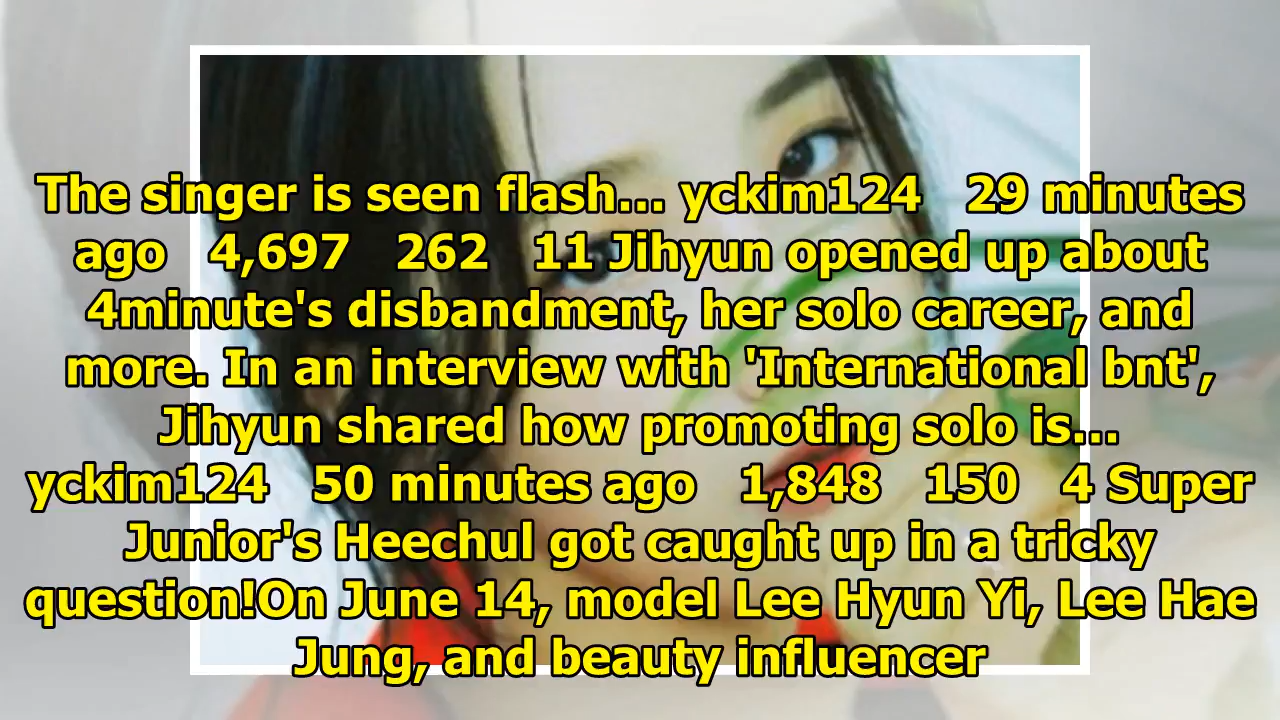 The singer is seen flash... yckim124 29 minutes
ago 4,697 262 11 Jihyun opened up about
4minute's disbandment, her solo career, and
more. In an interview with 'International bnt',
Jihyun shared how promoting solo is...
yckim124 50 minutes ago 1,848 150 4 Super
Junior's Heechul got caught up in a tricky
question!On June 14, model Lee Hyun Yi, Lee Hae
Jung, and beauty influencer